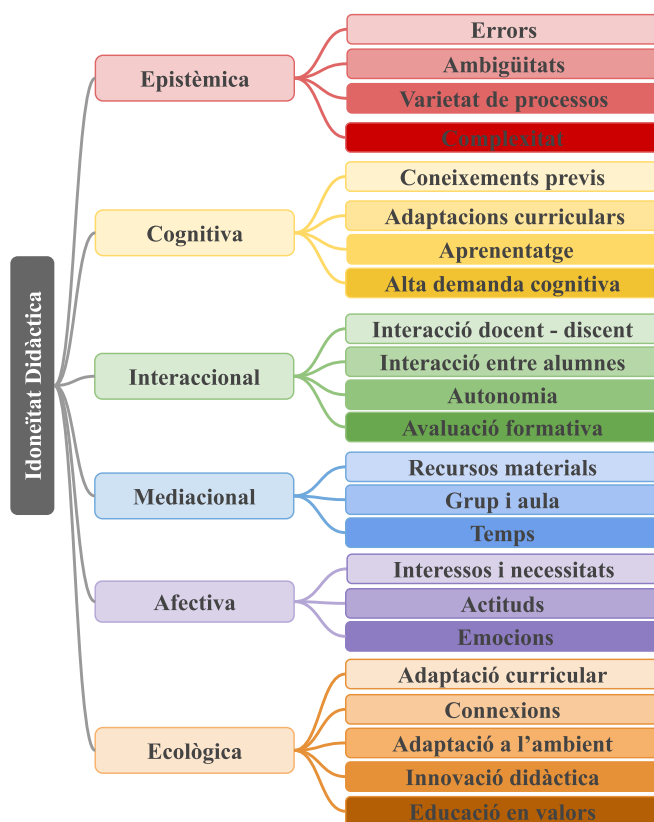 Idoneïtat Didàctica
Epistèmica
Errors
Ambigüitats
Varietat de processos
Complexitat
Cognitiva
Coneixements previs
Adaptacions curriculars
Aprenentatge
Alta demanda cognitiva
Interaccional
Interacció docent - discent
Interacció entre alumnes
Autonomia
Avaluació formativa
Mediacional
Recursos materials
Grup i aula
Temps
Afectiva
Interessos i necessitats
Actituds
Emocions
Ecològica
Adaptació curricular
Connexions
Adaptació a l’ambient
Innovació didàctica
Educació en valors